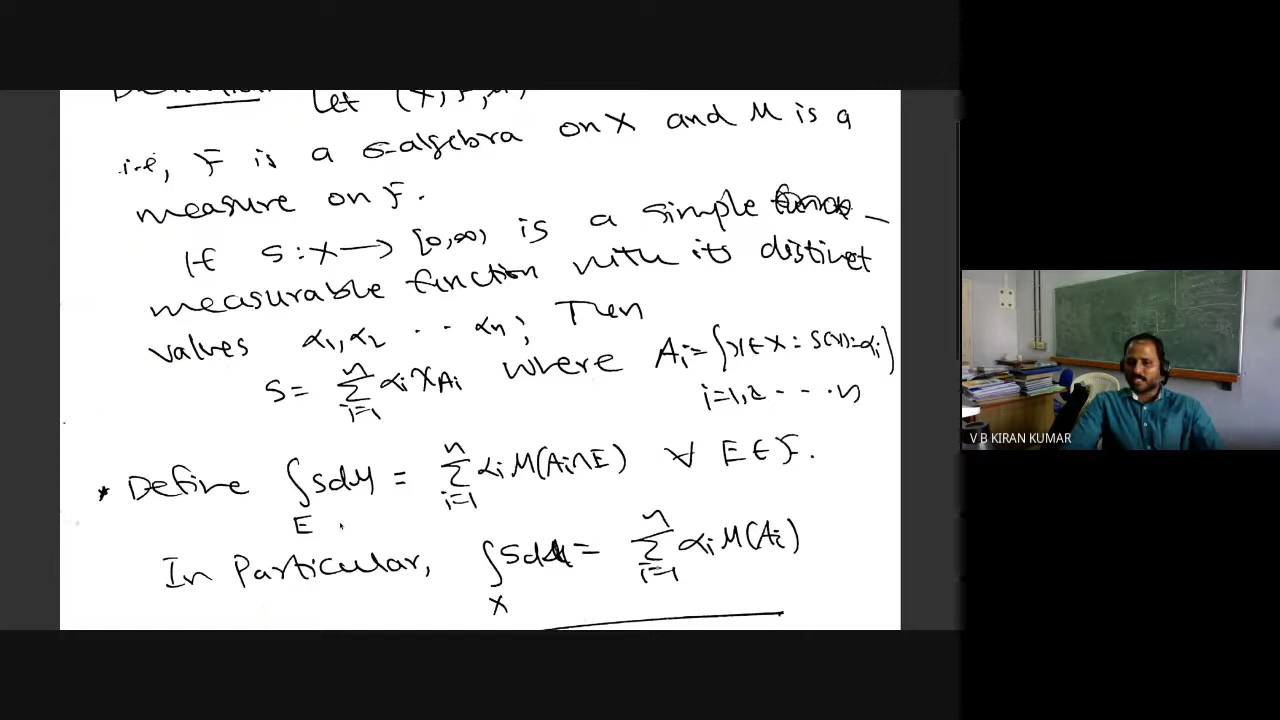 Definition: Let (X, F, μ)
i.e, F is a σ-algebra on X and μ is a
measure on F.
If s : X → [0,∞) is a simple
measurable function with its distinct
values α₁, α₂ ... αn, Then
s = Σ_{i=1}^{n} αi χAi where Ai = {x∈X : s(x)=αi}
i=1,2 - - - . n
* Define ∫_E s dμ = Σ_{i=1}^{n} αi μ(Ai∩E) ∀ E∈F.
In Particular, ∫_X s dμ = Σ_{i=1}^{n} αi μ(Ai)
V B KIRAN KUMAR